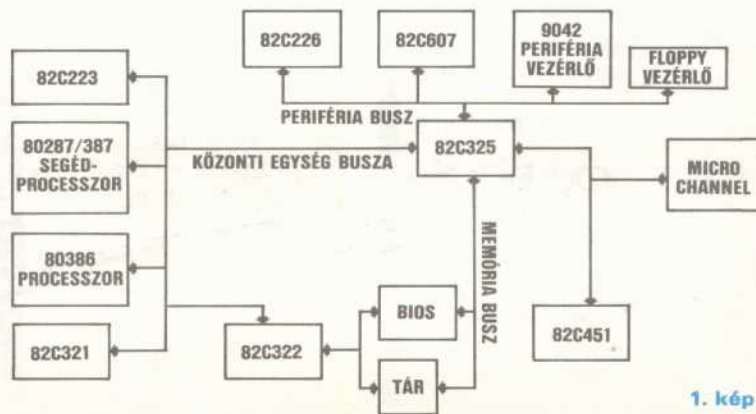 82C226
82C607
9042
PERIFÉRIA
VEZÉRLŐ
FLOPPY
VEZÉRLŐ
82C223
PERIFÉRIA BUSZ
80287/387
SEGÉD-
PROCESSZOR
KÖZONTI EGYSÉG BUSZA
82C325
MICRO
CHANNEL
80386
PROCESSZOR
MEMÓRIA BUSZ
BIOS
82C321
82C322
TÁR
82C451
1. kép